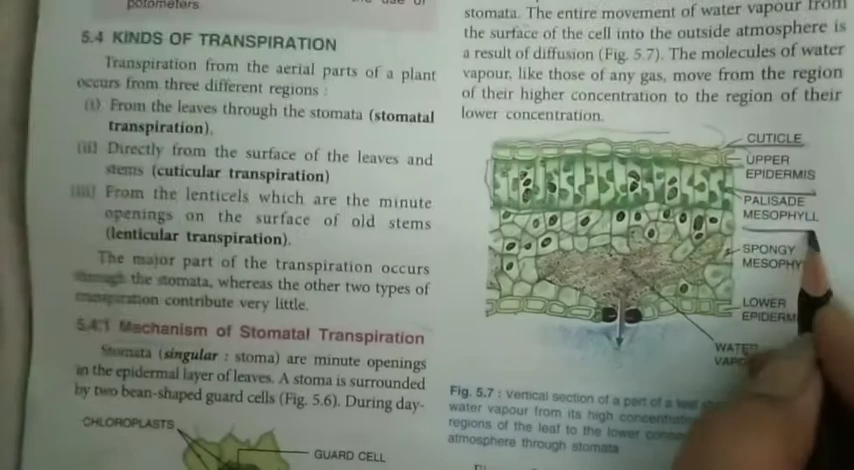 potometers
use of
5.4 KINDS OF TRANSPIRATION
Transpiration from the aerial parts of a plant
occurs from three different regions :
(i) From the leaves through the stomata (stomatal
transpiration).
(ii) Directly from the surface of the leaves and
stems (cuticular transpiration)
(iii) From the lenticels which are the minute
openings on the surface of old stems
(lenticular transpiration).
The major part of the transpiration occurs
through the stomata, whereas the other two types of
transpiration contribute very little.
5.4.1 Mechanism of Stomatal Transpiration
Stomata (singular : stoma) are minute openings
in the epidermal layer of leaves. A stoma is surrounded
by two bean-shaped guard cells (Fig. 5.6). During day-
CHLOROPLASTS
GUARD CELL
stomata. The entire movement of water vapour from
the surface of the cell into the outside atmosphere is
a result of diffusion (Fig. 5.7). The molecules of water
vapour, like those of any gas, move from the region
of their higher concentration to the region of their
lower concentration.
CUTICLE
UPPER
EPIDERMIS
PALISADE
MESOPHYLL
SPONGY
MESOPHY
LOWER
EPIDERM
WATER
VAPO
Fig. 5.7 : Vertical section of a part of a leaf
water vapour from its high concentrat
regions of the leaf to the lower conce
atmosphere through stomata